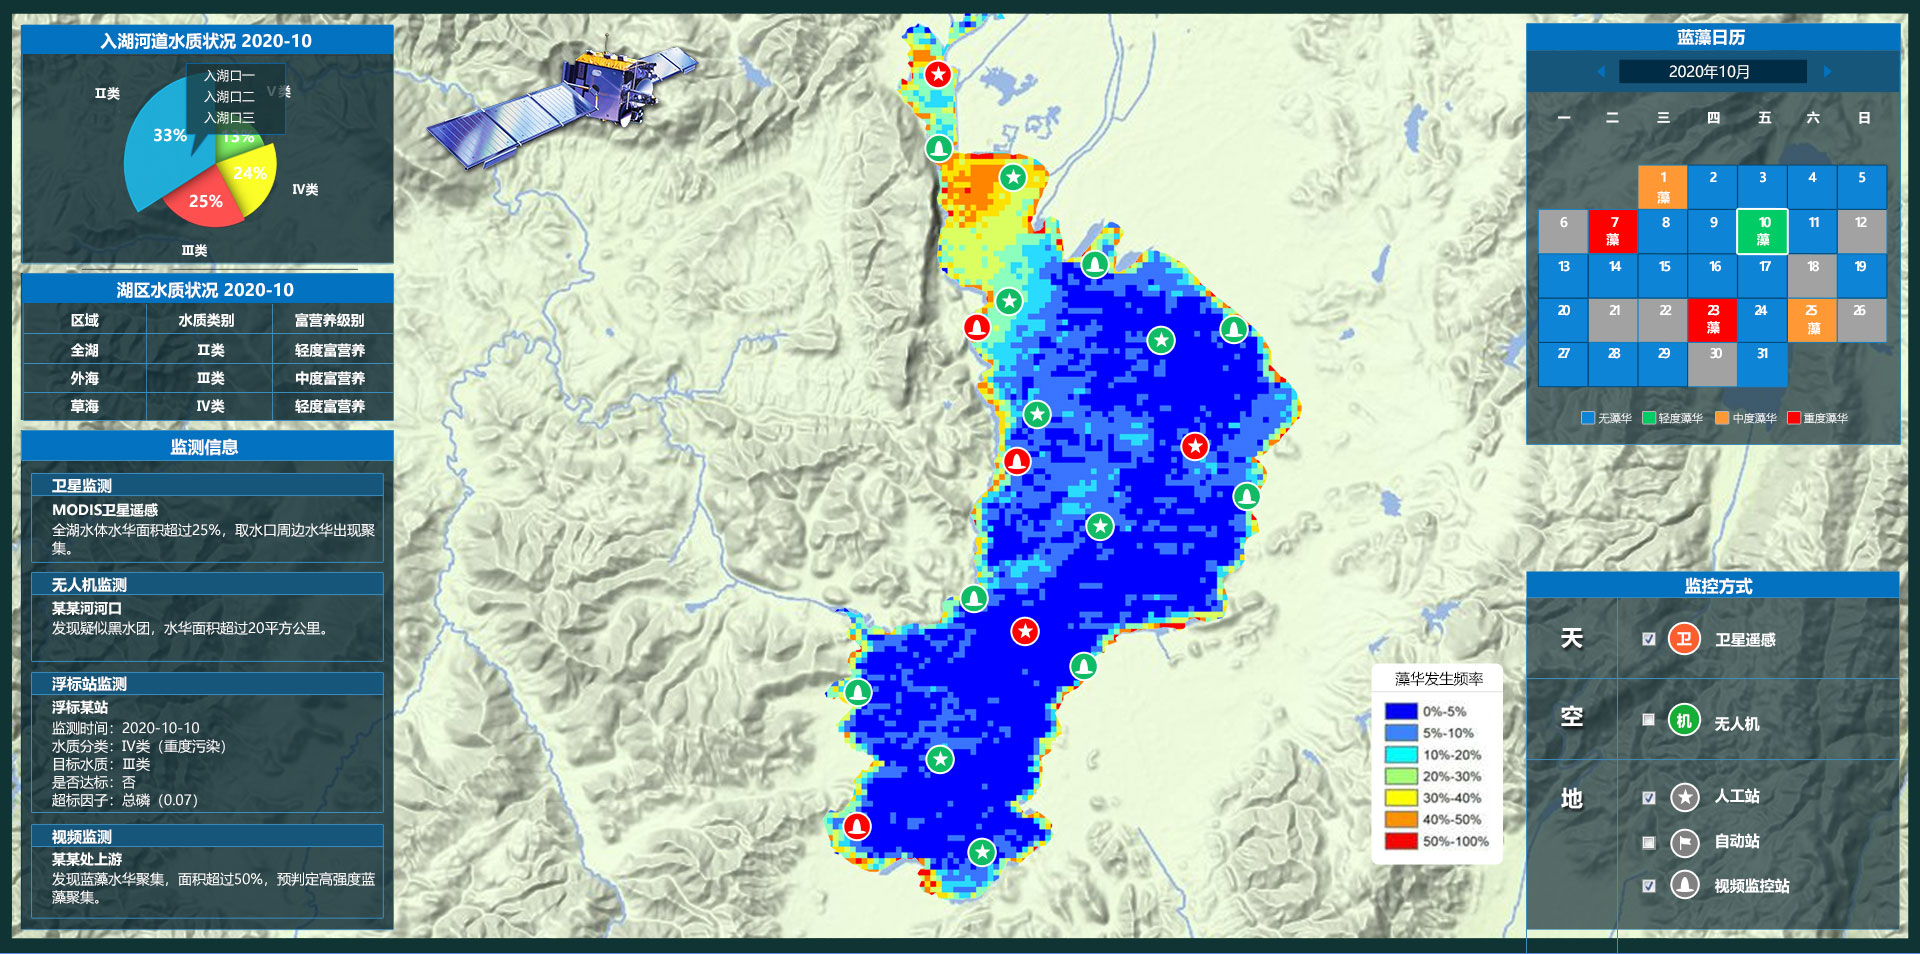 入湖河道水质状况 2020-10
入湖口一
入湖口二
入湖口三
II类
V类
33%
13%
24%
IV类
25%
III类
湖区水质状况 2020-10
区域 水质类别 富营养级别
全湖 II类 轻度富营养
外海 III类 中度富营养
草海 IV类 轻度富营养
监测信息
卫星监测
MODIS卫星遥感
全湖水体水华面积超过25%，取水口周边水华出现聚
集。
无人机监测
某某河河口
发现疑似黑水团，水华面积超过20平方公里。
浮标站监测
浮标某站
监测时间：2020-10-10
水质分类：IV类（重度污染）
目标水质：III类
是否达标：否
超标因子：总磷（0.07）
视频监测
某某处上游
发现蓝藻水华聚集，面积超过50%，预判定高强度蓝
藻聚集。
藻华发生频率
0%-5%
5%-10%
10%-20%
20%-30%
30%-40%
40%-50%
50%-100%
蓝藻日历
2020年10月
一 二 三 四 五 六 日
1 2 3 4 5
藻
6 7 8 9 10 11 12
藻 藻
13 14 15 16 17 18 19
20 21 22 23 24 25 26
藻 藻
27 28 29 30 31
无藻华 轻度藻华 中度藻华 重度藻华
监控方式
天 卫 卫星遥感
空 机 无人机
地 人工站
自动站
视频监控站